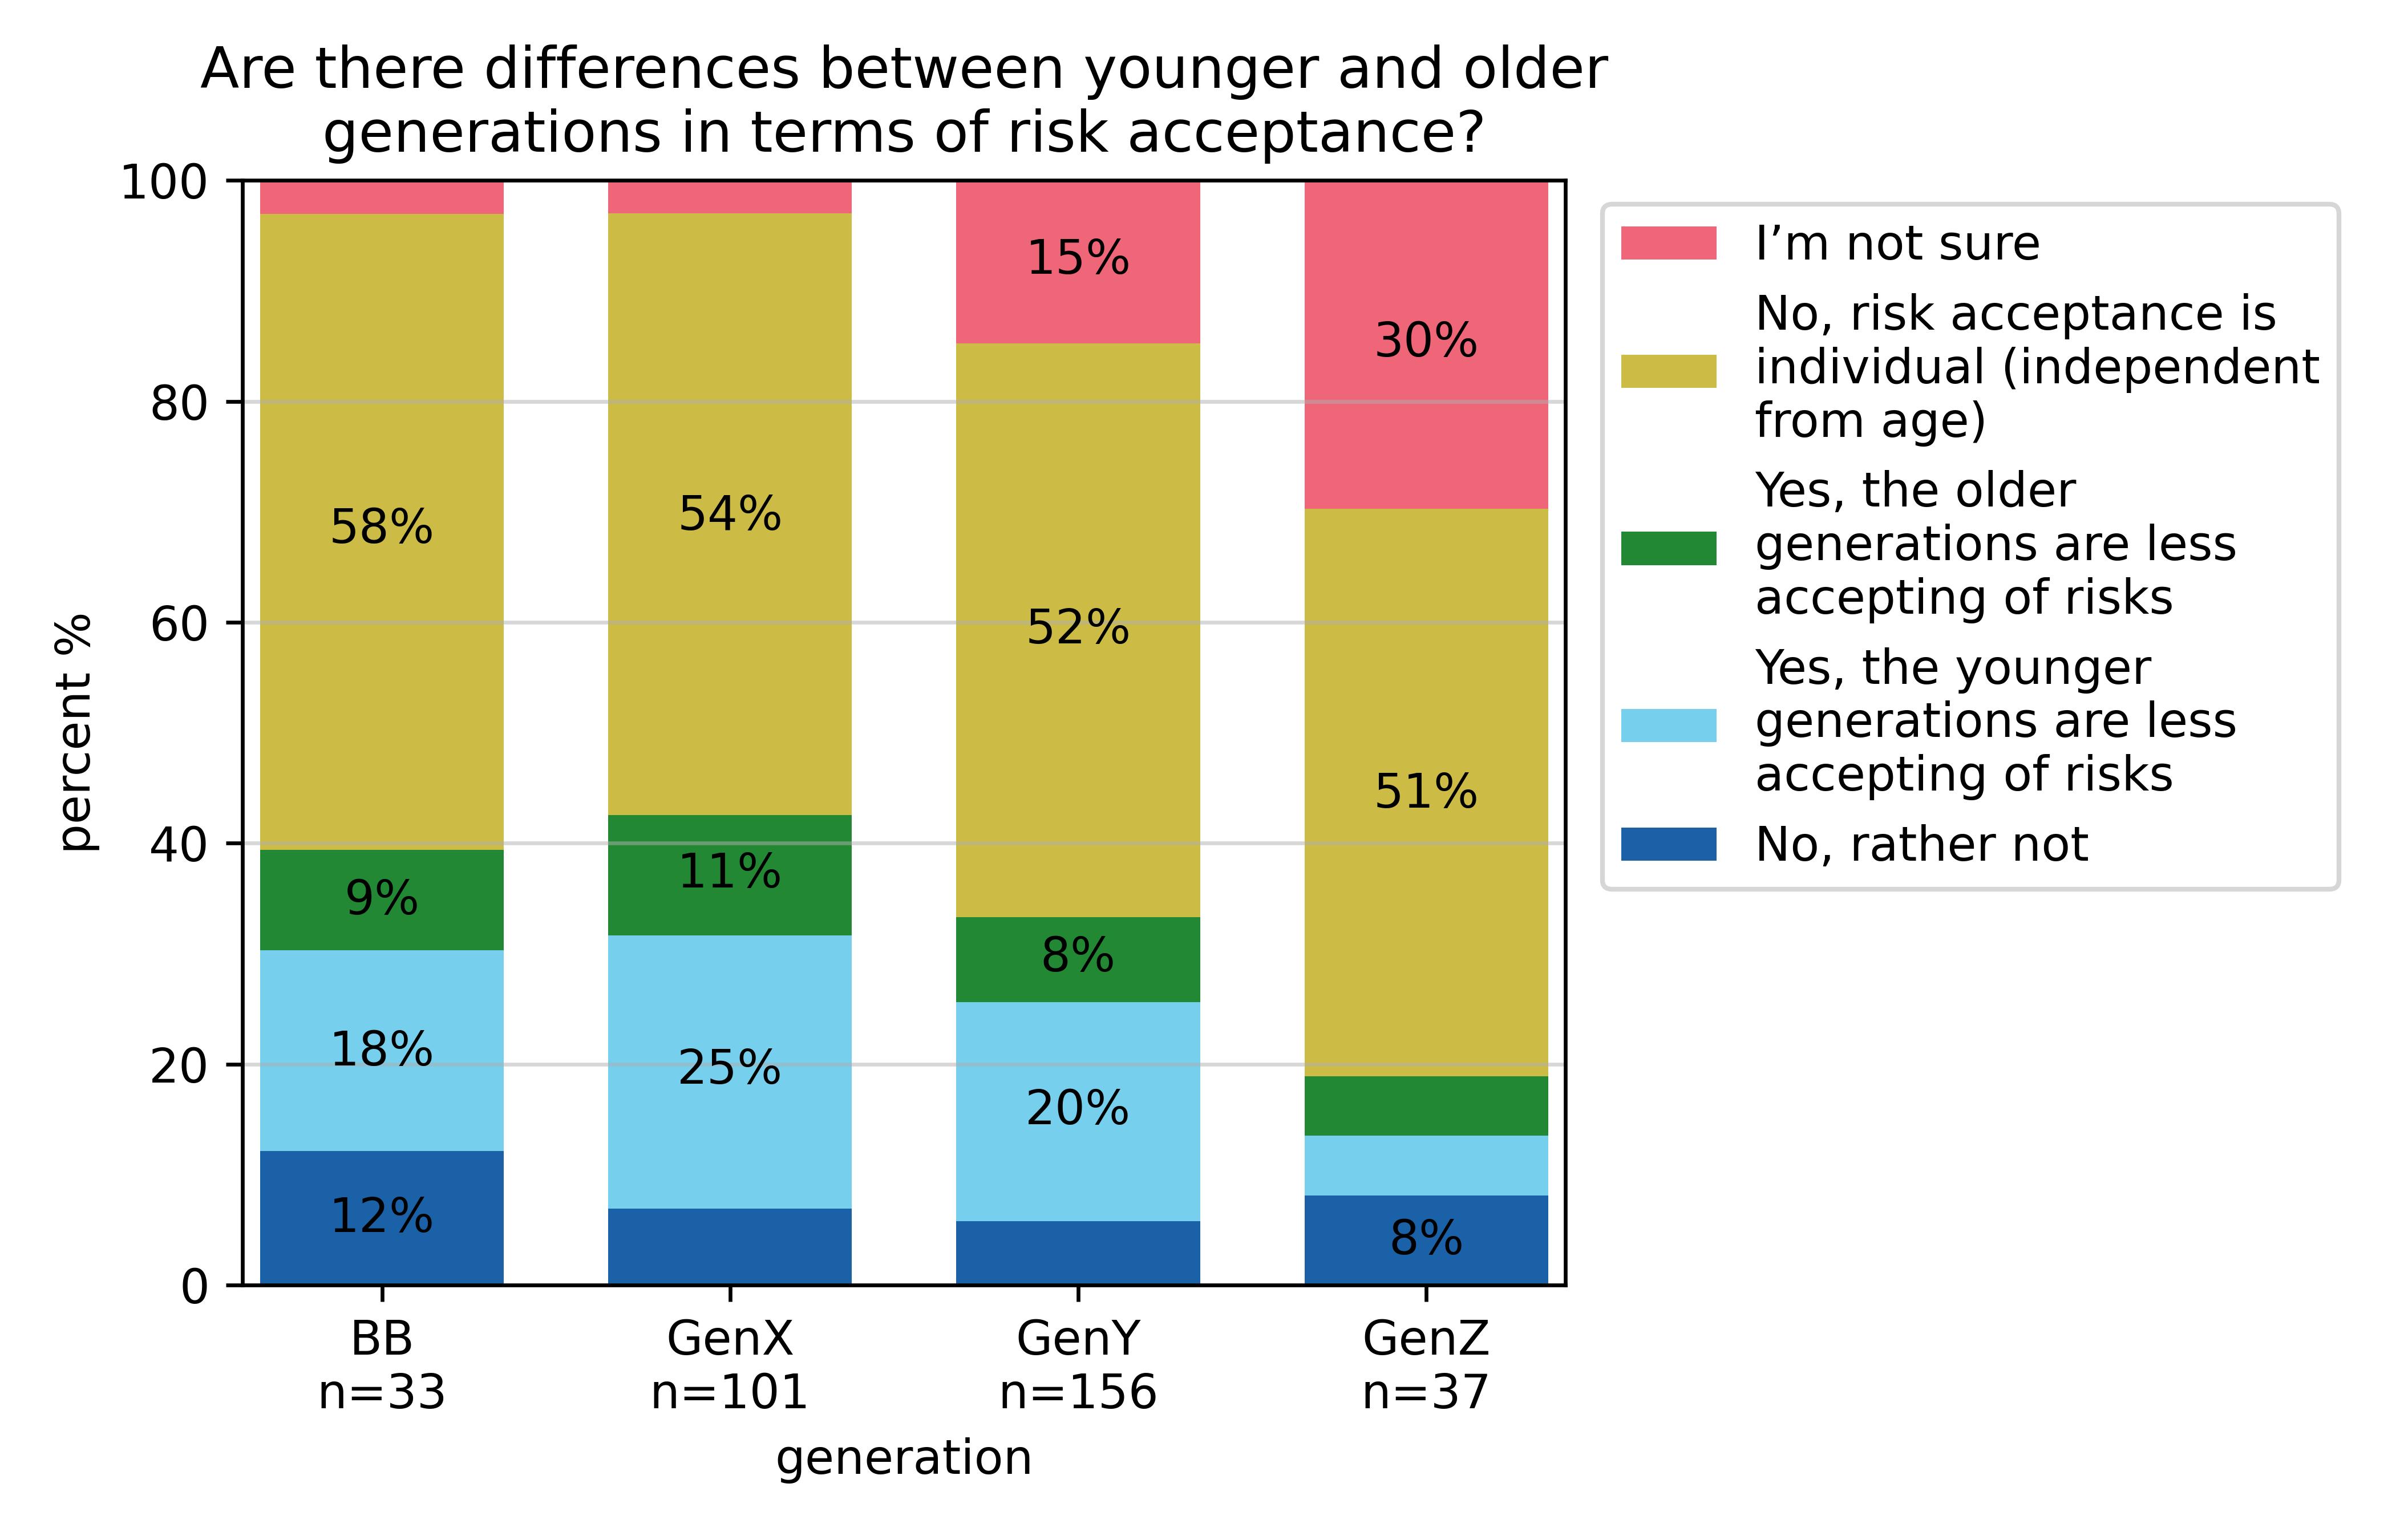 Are there differences between younger and older
generations in terms of risk acceptance?
percent %
100
80
60
40
20
0
58%
9%
18%
12%
54%
11%
25%
15%
52%
8%
20%
30%
51%
8%
BB
n=33
GenX
n=101
GenY
n=156
GenZ
n=37
generation
I’m not sure
No, risk acceptance is
individual (independent
from age)
Yes, the older
generations are less
accepting of risks
Yes, the younger
generations are less
accepting of risks
No, rather not